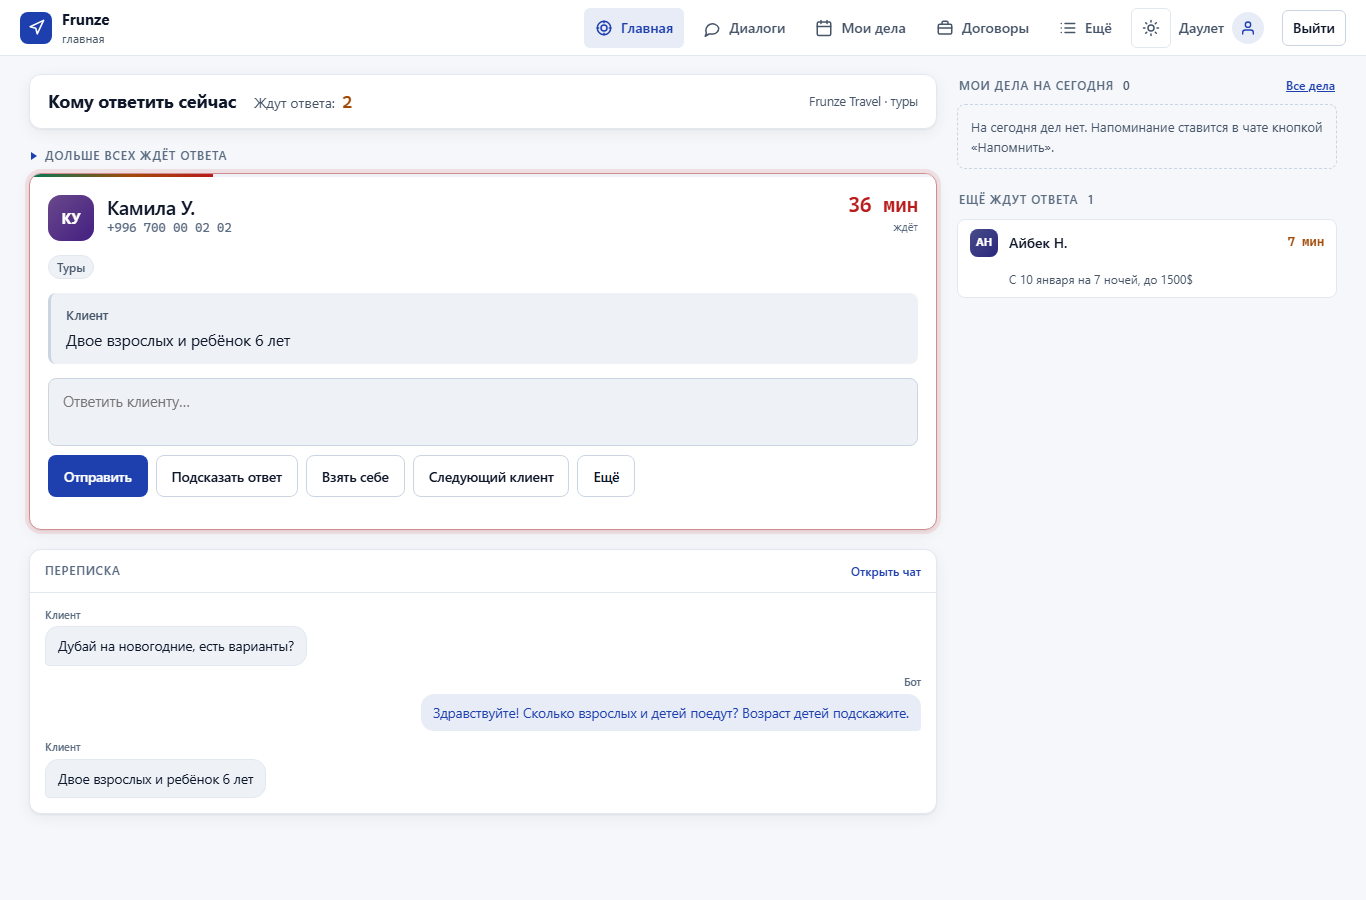 Frunze
главная
Главная
Диалоги
Мои дела
Договоры
Ещё
Даулет
Выйти
Кому ответить сейчас
Ждут ответа: 2
Frunze Travel · туры
ДОЛЬШЕ ВСЕХ ЖДЁТ ОТВЕТА
КУ
Камила У.
+996 700 00 02 02
36 мин
ждёт
Туры
Клиент
Двое взрослых и ребёнок 6 лет
Ответить клиенту...
Отправить
Подсказать ответ
Взять себе
Следующий клиент
Ещё
ПЕРЕПИСКА
Открыть чат
Клиент
Дубай на новогодние, есть варианты?
Бот
Здравствуйте! Сколько взрослых и детей поедут? Возраст детей подскажите.
Клиент
Двое взрослых и ребёнок 6 лет
МОИ ДЕЛА НА СЕГОДНЯ 0
Все дела
На сегодня дел нет. Напоминание ставится в чате кнопкой
«Напомнить».
ЕЩЁ ЖДУТ ОТВЕТА 1
АН
Айбек Н.
7 мин
С 10 января на 7 ночей, до 1500$